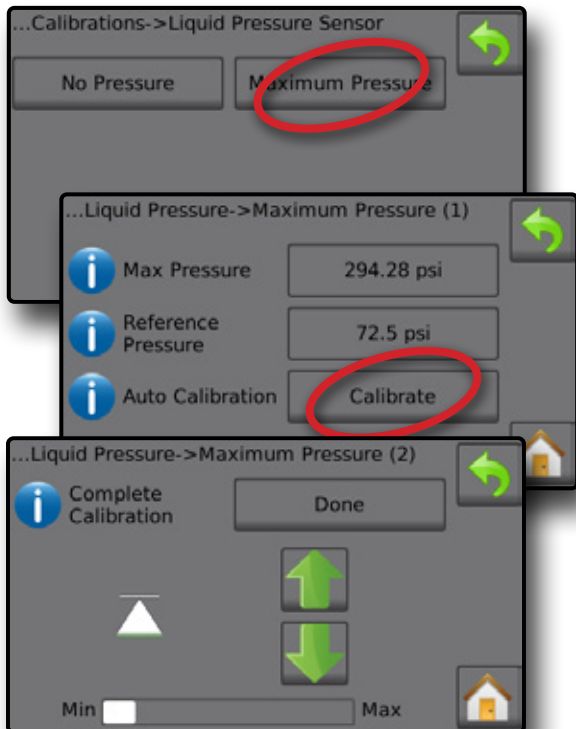 ...Calibrations->Liquid Pressure Sensor
No Pressure
Maximum Pressure
...Liquid Pressure->Maximum Pressure (1)
Max Pressure
294.28 psi
Reference
Pressure
72.5 psi
Auto Calibration
Calibrate
...Liquid Pressure->Maximum Pressure (2)
Complete
Calibration
Done
Min
Max